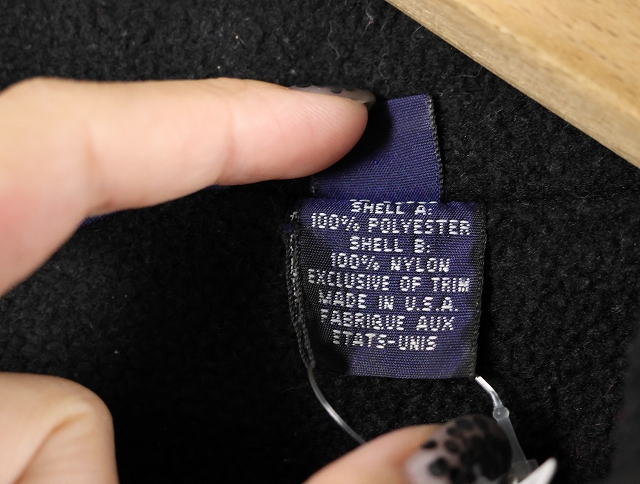 SHELL A:
100% POLYESTER
SHELL B:
100% NYLON
EXCLUSIVE OF TRIM
MADE IN U.S.A.
FABRIQUE AUX
ETATS-UNIS